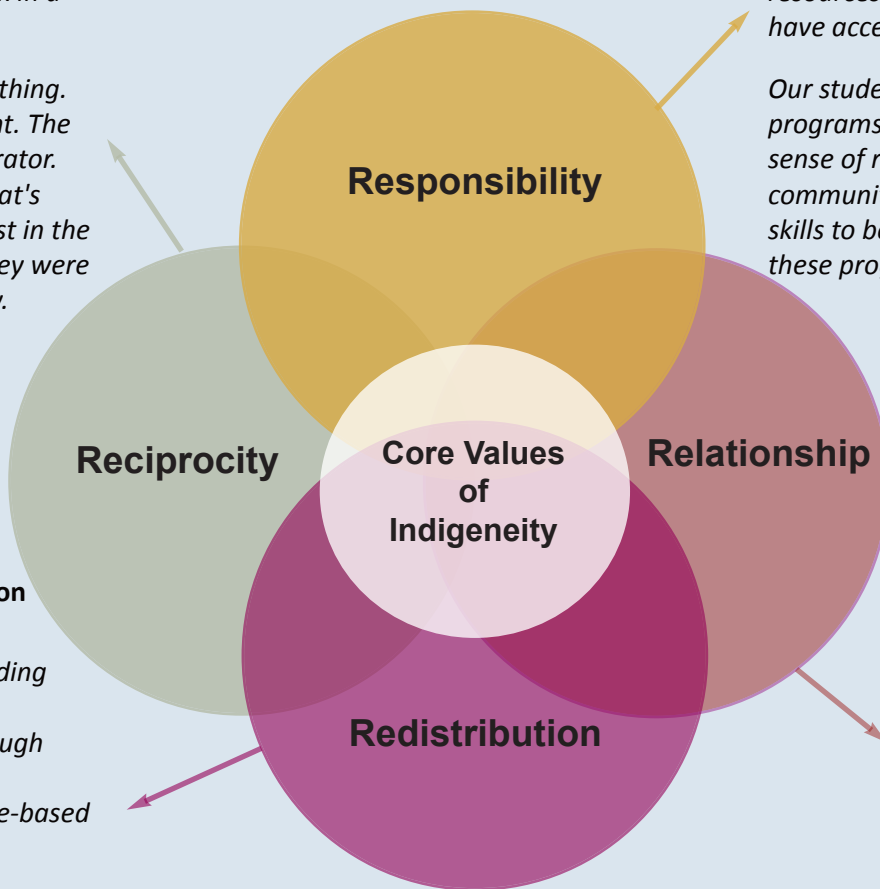 thing.
t. The
rator.
at's
st in the
ey were
have acce
Our stude
programs
sense of r
communi
skills to b
these pro
Responsibility
Reciprocity
Core Values
of
Indigeneity
Relationship
on
ding
ugh
e-based
Redistribution